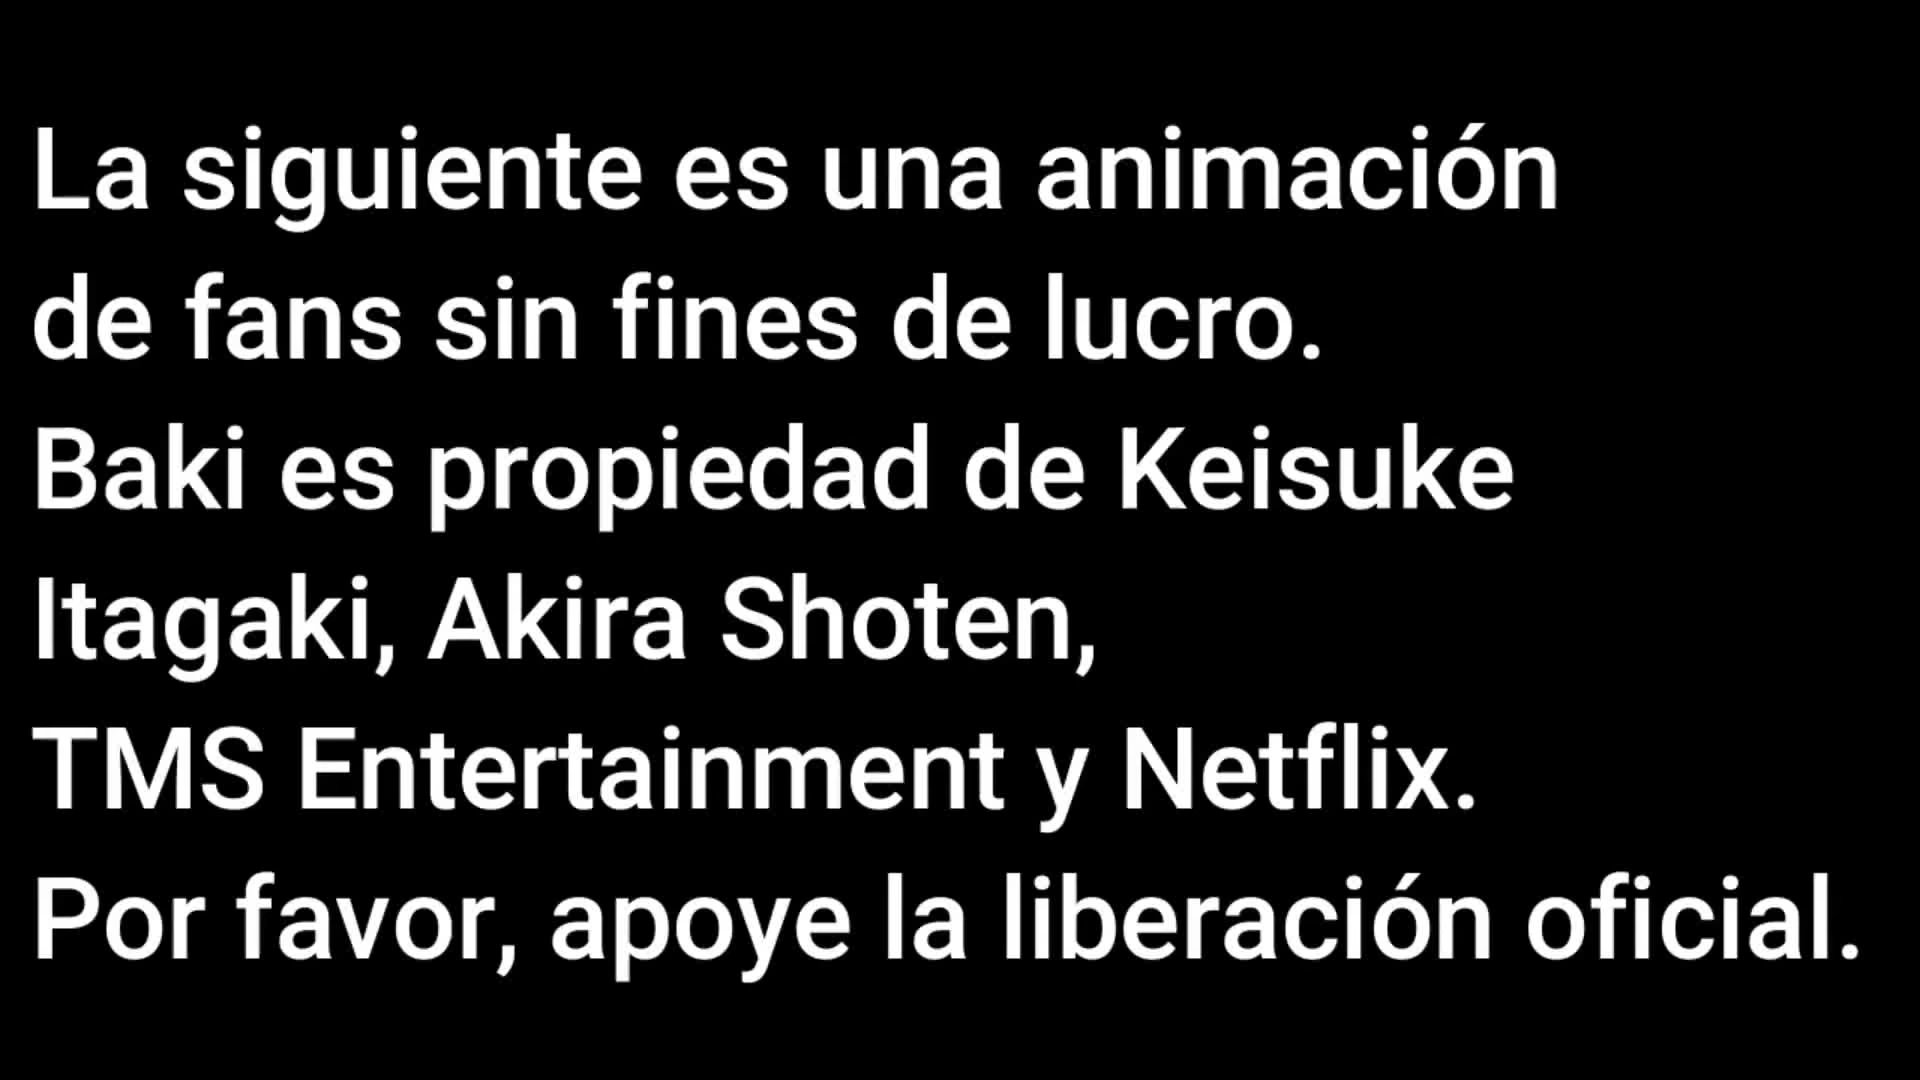 La siguiente es una animación
de fans sin fines de lucro.
Baki es propiedad de Keisuke
Itagaki, Akira Shoten,
TMS Entertainment y Netflix.
Por favor, apoye la liberación oficial.